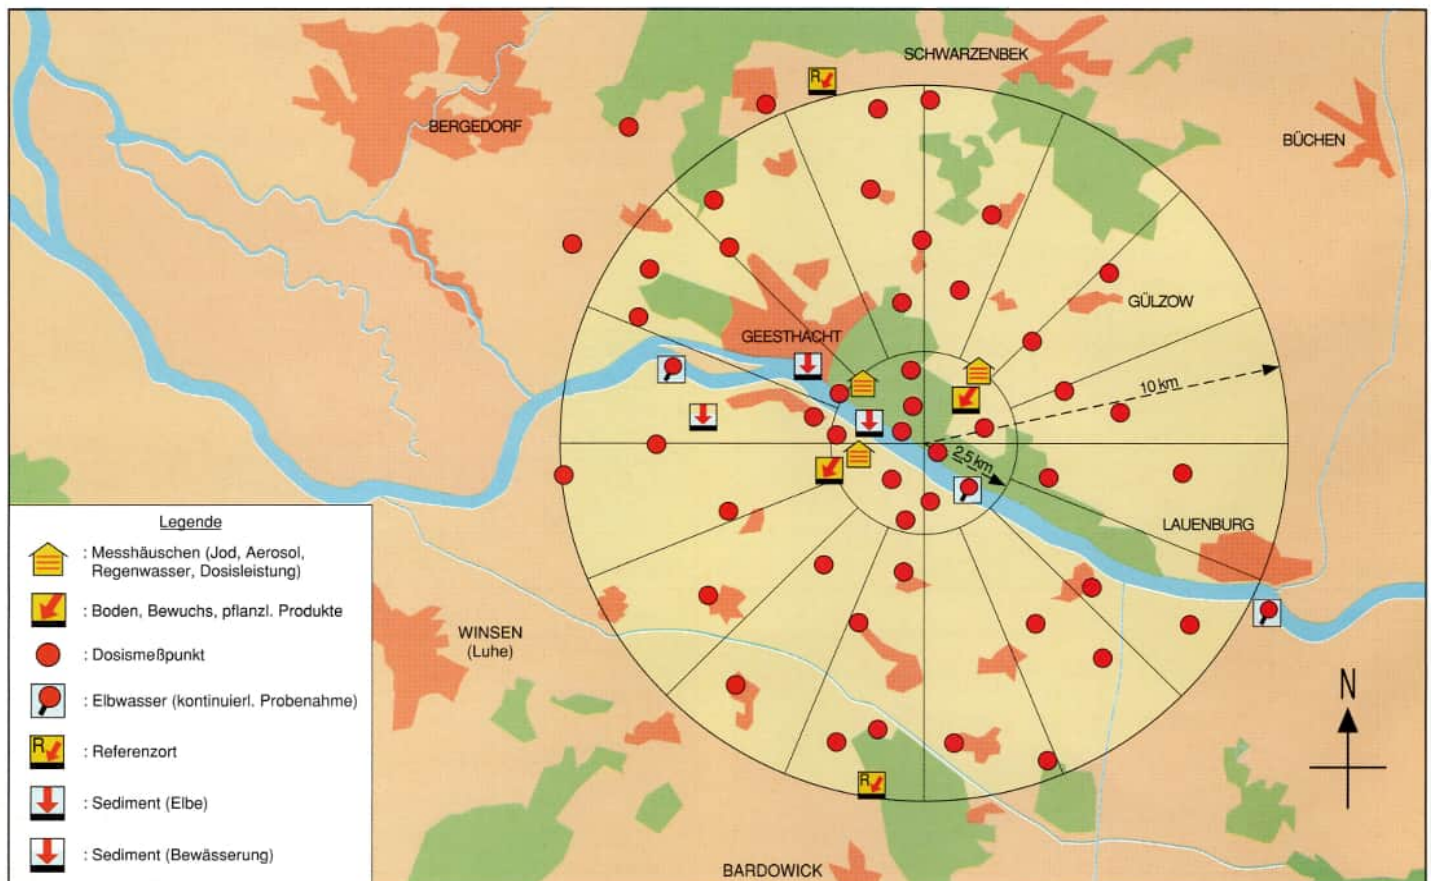 SCHWARZENBEK
R
BERGEDORF
BÜCHEN
GÜLZOW
GEESTHACHT
10 km
2,5 km
LAUENBURG
WINSEN
(Luhe)
N
R
BARDOWICK
Legende
: Messhäuschen (Jod, Aerosol,
Regenwasser, Dosisleistung)
: Boden, Bewuchs, pflanzl. Produkte
: Dosismeßpunkt
: Elbwasser (kontinuierl. Probenahme)
R
: Referenzort
: Sediment (Elbe)
: Sediment (Bewässerung)